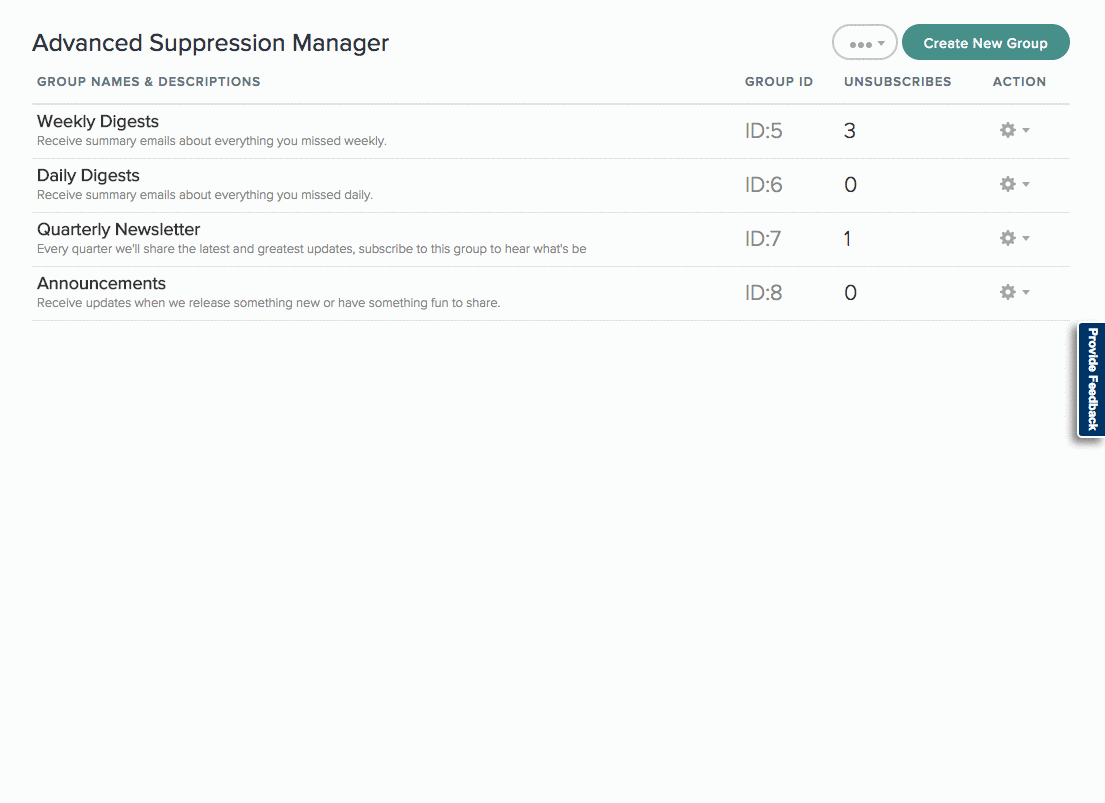 Advanced Suppression Manager
Create New Group
GROUP NAMES & DESCRIPTIONS GROUP ID UNSUBSCRIBES ACTION
Weekly Digests
Receive summary emails about everything you missed weekly.
ID:5 3
Daily Digests
Receive summary emails about everything you missed daily.
ID:6 0
Quarterly Newsletter
Every quarter we'll share the latest and greatest updates, subscribe to this group to hear what's be
ID:7 1
Announcements
Receive updates when we release something new or have something fun to share.
ID:8 0
Provide Feedback